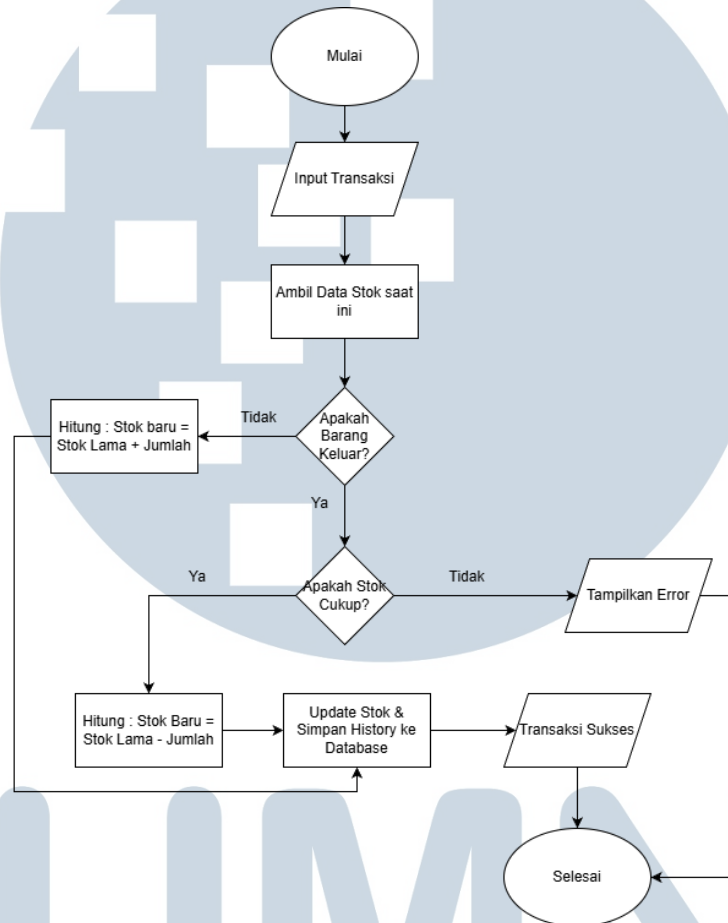 Mulai
Input Transaksi
Ambil Data Stok saat
ini
Apakah
Barang
Keluar?
Tidak
Hitung : Stok baru =
Stok Lama + Jumlah
Ya
Apakah Stok
Cukup?
Ya
Tidak
Tampilkan Error
Hitung : Stok Baru =
Stok Lama - Jumlah
Update Stok &
Simpan History ke
Database
Transaksi Sukses
Selesai
UMN